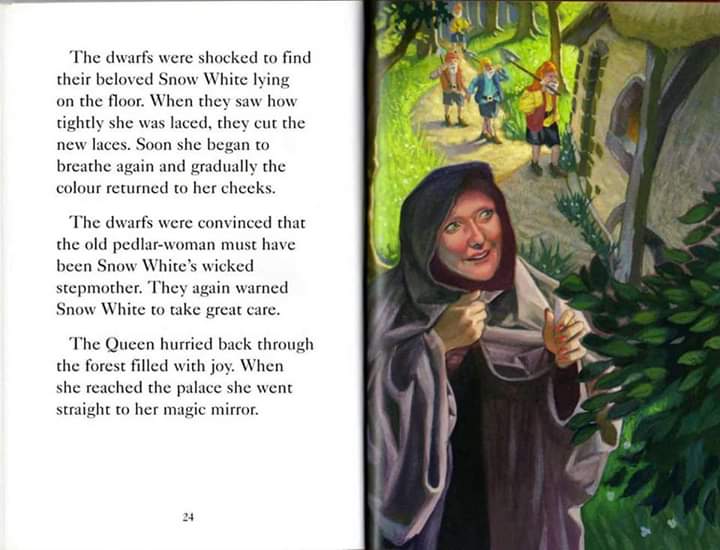 The dwarfs were shocked to find
their beloved Snow White lying
on the floor. When they saw how
tightly she was laced, they cut the
new laces. Soon she began to
breathe again and gradually the
colour returned to her cheeks.
The dwarfs were convinced that
the old pedlar-woman must have
been Snow White's wicked
stepmother. They again warned
Snow White to take great care.
The Queen hurried back through
the forest filled with joy. When
she reached the palace she went
straight to her magic mirror.
24